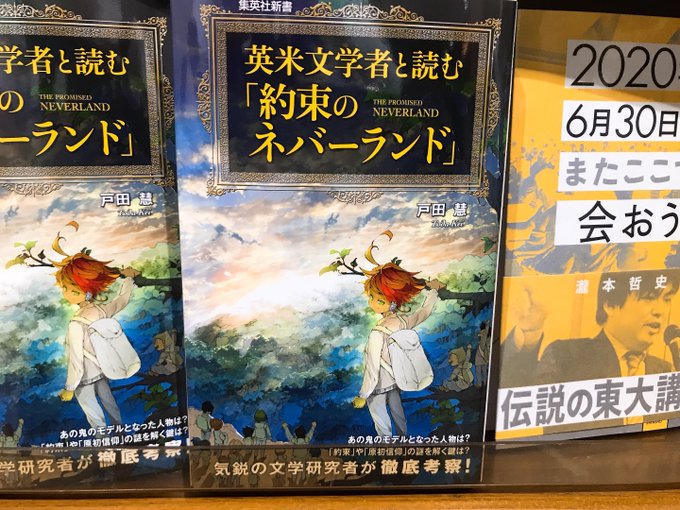 学者と読む
の
THE PROMISED
NEVERLAND
ーランド」
戸田 慧
Toda Kei
あの鬼のモデルとなった人物は?
「約束」や「原初信仰」の謎を解く鍵は?
学研究者が徹底考察!
集英社新書
英米文学者と読む
「約束の
THE PROMISED
NEVERLAND
ネバーランド」
戸田 慧
Toda Kei
あの鬼のモデルとなった人物は?
「約束」や「原初信仰」の謎を解く鍵は?
気鋭の文学研究者が徹底考察!
2020
6月30日
またここ
会おう
瀧本哲史
伝説の東大講